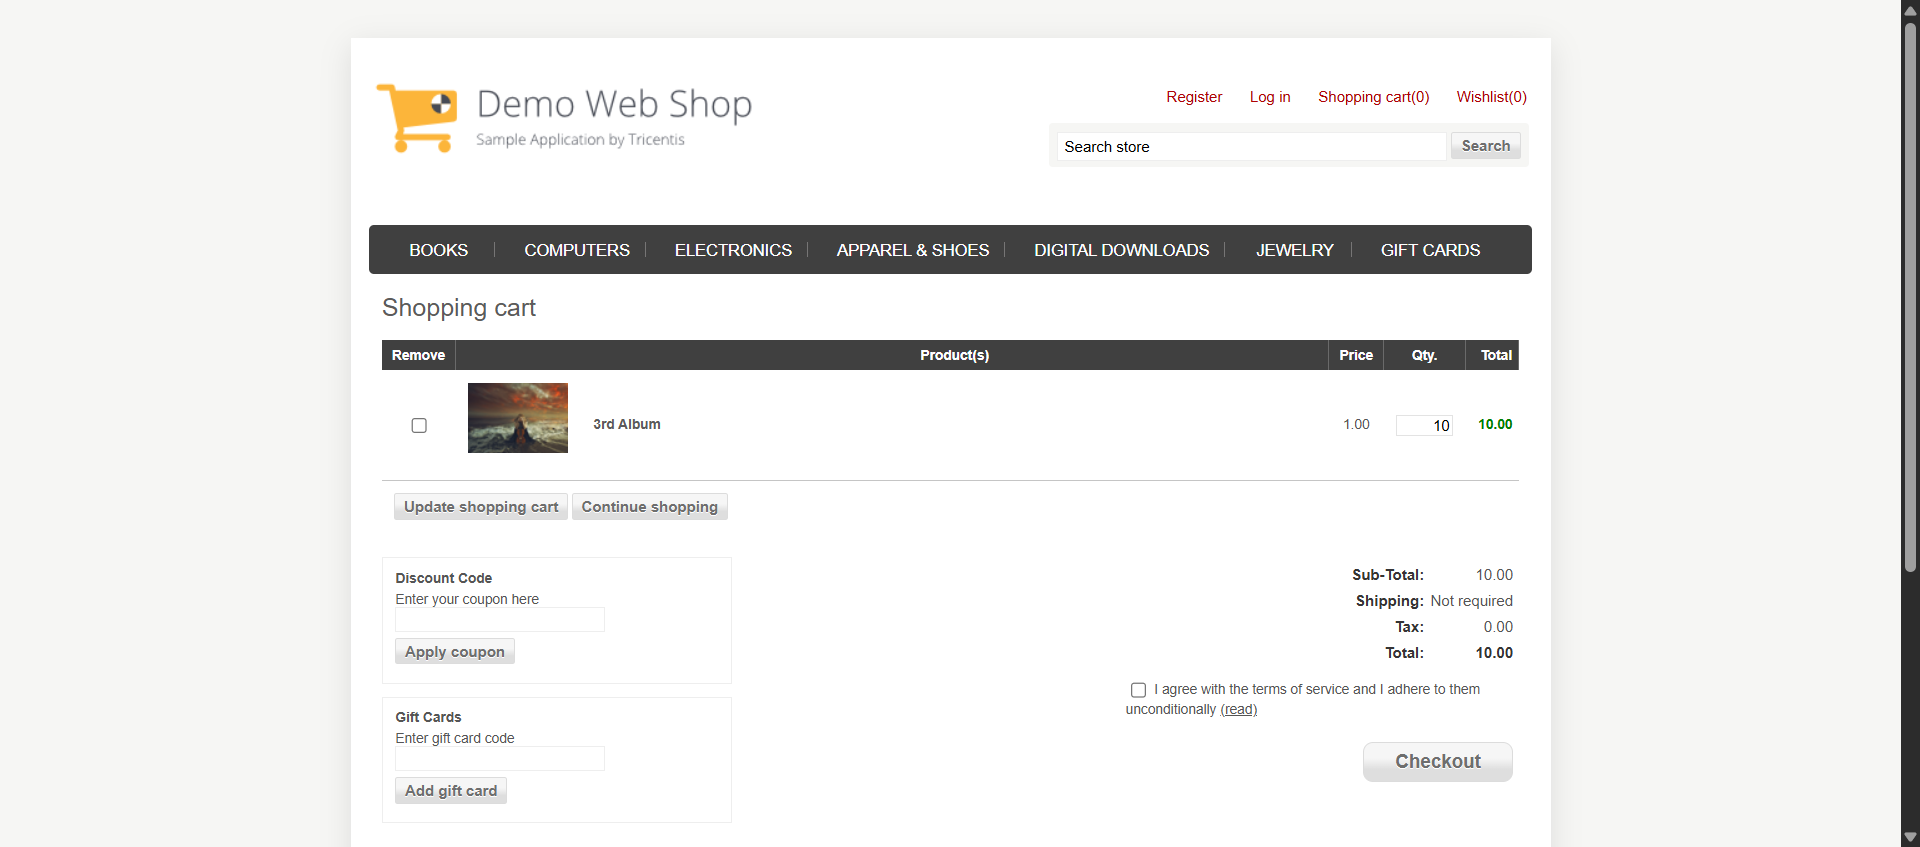 Demo Web Shop
Sample Application by Tricentis
Register Log in Shopping cart(0) Wishlist(0)
Search store Search
BOOKS COMPUTERS ELECTRONICS APPAREL & SHOES DIGITAL DOWNLOADS JEWELRY GIFT CARDS
Shopping cart
Remove Product(s) Price Qty. Total
3rd Album 1.00 10 10.00
Update shopping cart Continue shopping
Discount Code
Enter your coupon here
Apply coupon
Gift Cards
Enter gift card code
Add gift card
Sub-Total: 10.00
Shipping: Not required
Tax: 0.00
Total: 10.00
I agree with the terms of service and I adhere to them
unconditionally (read)
Checkout